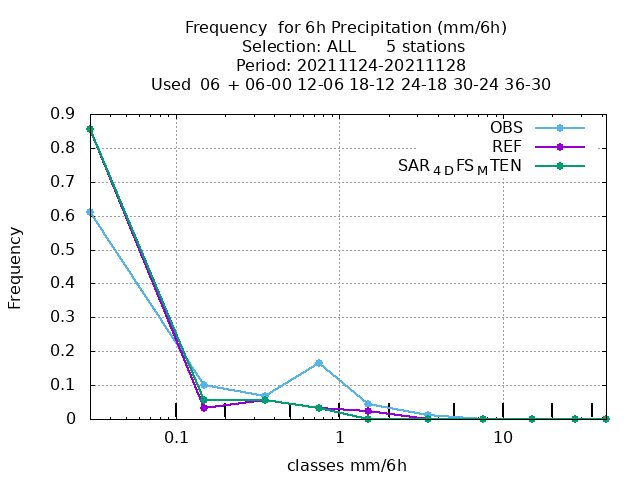 Frequency  for 6h Precipitation (mm/6h)
Selection: ALL      5 stations
Period: 20211124-20211128
Used  06  + 06-00 12-06 18-12 24-18 30-24 36-30
0.9
0.8
0.7
0.6
0.5
0.4
0.3
0.2
0.1
0
Frequency
OBS
REF
SAR4DFSMTEN
0.1
1
10
classes mm/6h